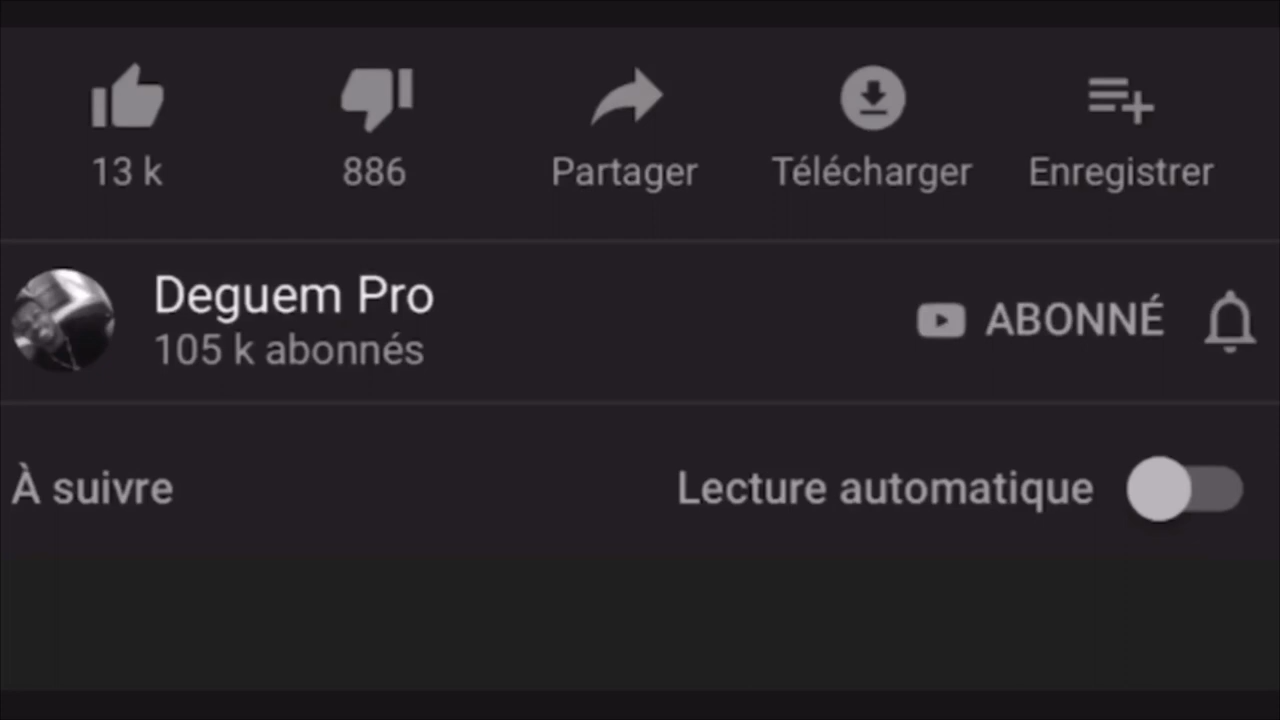 13 k 886 Partager Télécharger Enregistrer
Deguem Pro
105 k abonnés
ABONNÉ
À suivre Lecture automatique